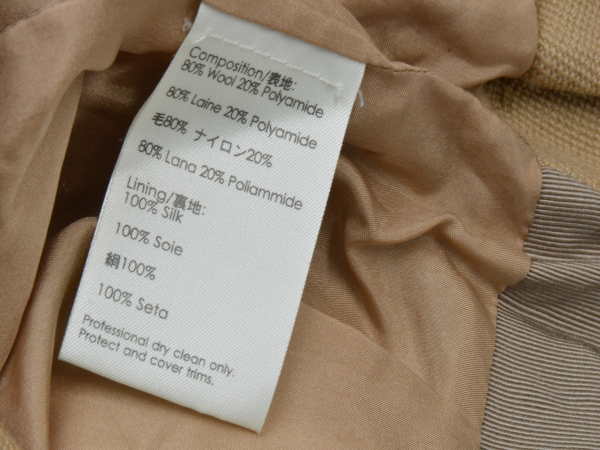 Composition/表地:
80% Wool 20% Polyamide
80% Laine 20% Polyamide
毛80% ナイロン20%
80% Lana 20% Poliammide
Lining/裏地:
100% Silk
100% Soie
絹100%
100% Seta
Professional dry clean only.
Protect and cover trims.